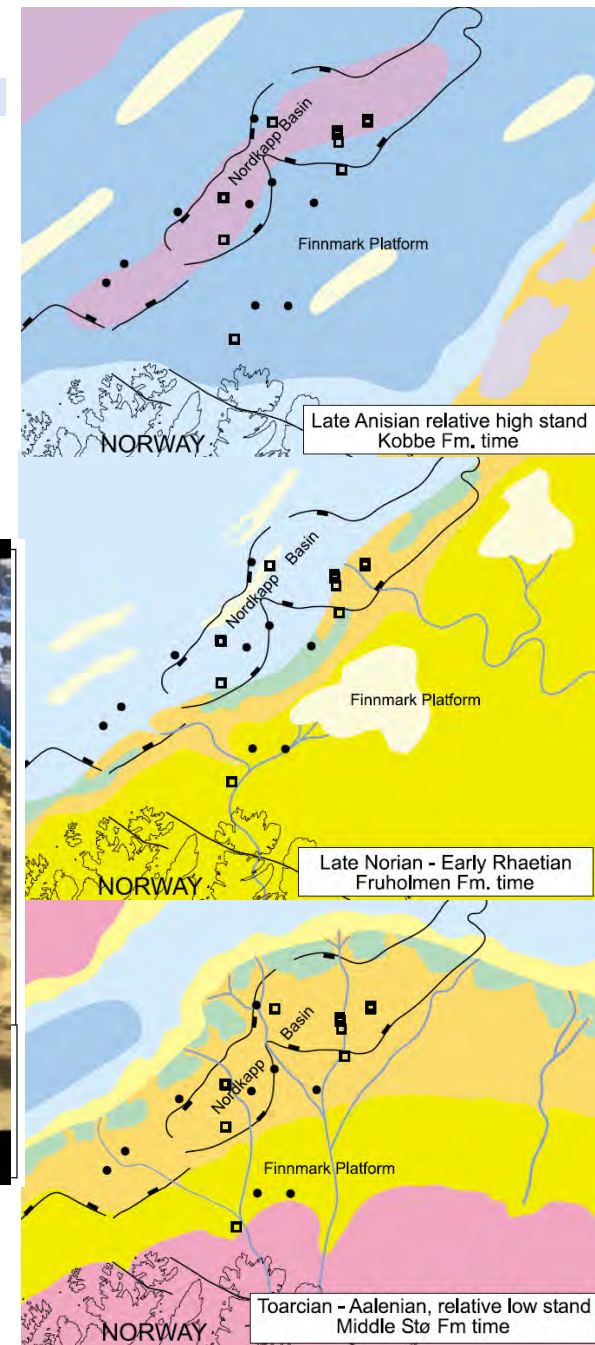 Nordkapp Basin
Finnmark Platform
NORWAY
Late Anisian relative high stand
Kobbe Fm. time
Nordkapp Basin
Finnmark Platform
NORWAY
Late Norian - Early Rhaetian
Fruholmen Fm. time
Nordkapp Basin
Finnmark Platform
NORWAY
Toarcian - Aalenian, relative low stand
Middle Stø Fm time